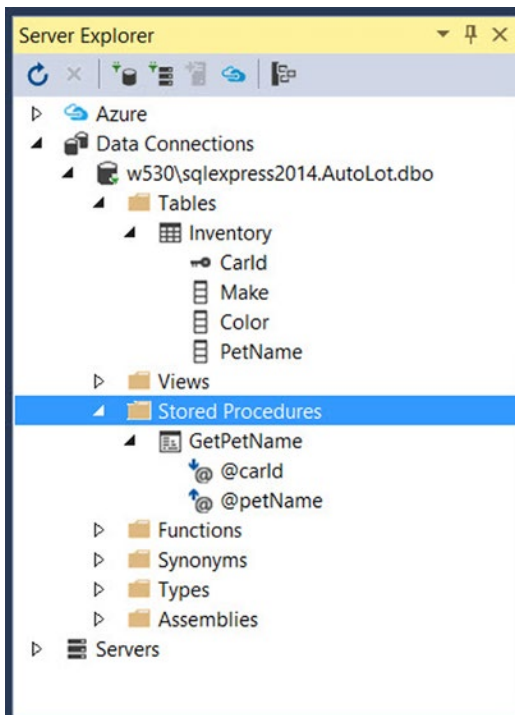 Server Explorer
Azure
Data Connections
w530\sqlexpress2014.AutoLot.dbo
Tables
Inventory
CarId
Make
Color
PetName
Views
Stored Procedures
GetPetName
@carId
@petName
Functions
Synonyms
Types
Assemblies
Servers